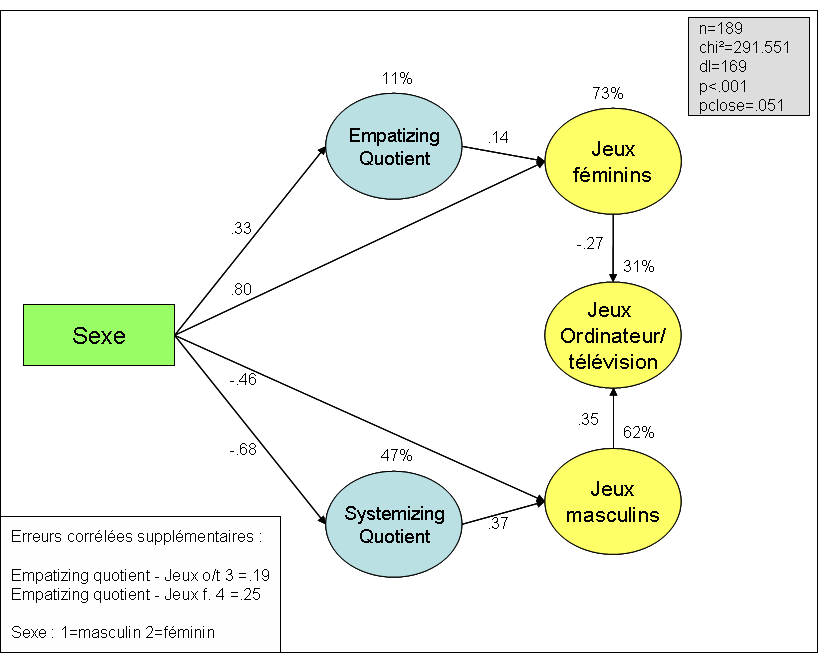 n=189
chi²=291.551
dl=169
p<.001
pclose=.051
11%
Empatizing
Quotient
.14
73%
Jeux
féminins
.33
.80
-.27
31%
Sexe
Jeux
Ordinateur/
télévision
-.46
-.68
.35
62%
47%
Systemizing
Quotient
.37
Jeux
masculins
Erreurs corrélées supplémentaires :
Empatizing quotient - Jeux o/t 3 =.19
Empatizing quotient - Jeux f. 4 =.25
Sexe : 1=masculin 2=féminin